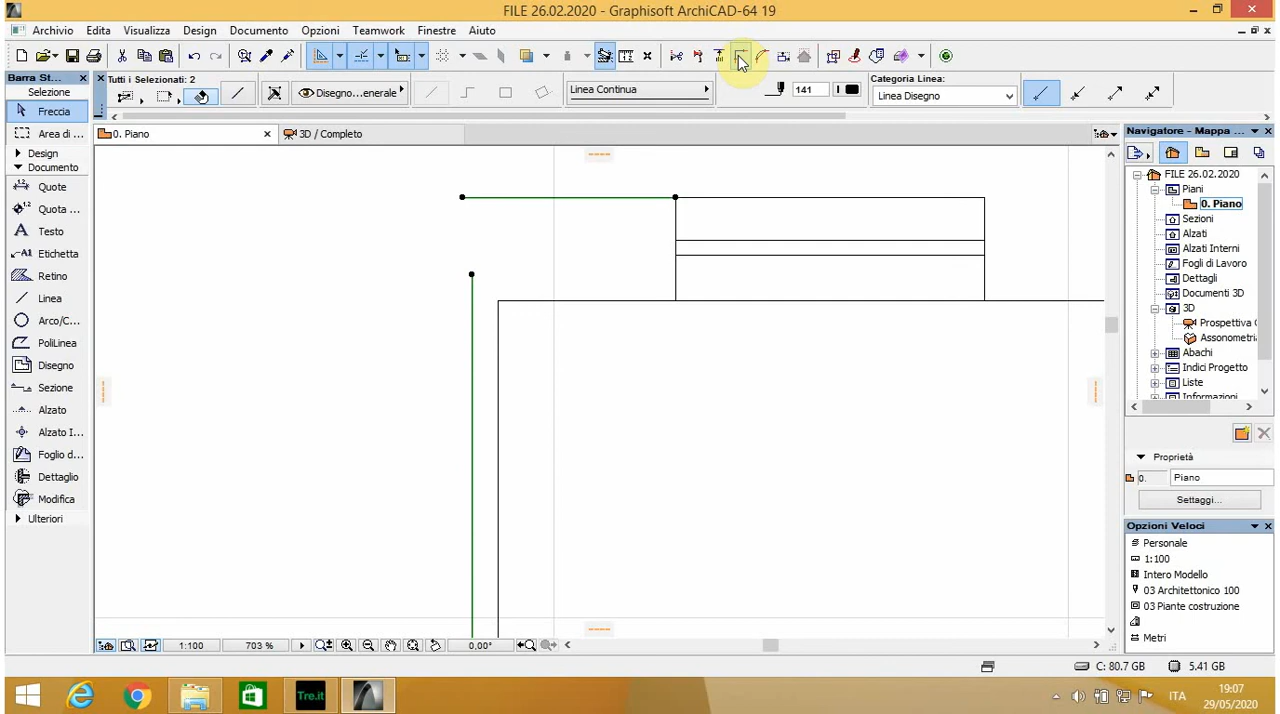 FILE 26.02.2020 - Graphisoft ArchiCAD-64 19
Archivio Edita Visualizza Design Documento Opzioni Teamwork Finestre Aiuto
Barra St...
Selezione
Freccia
Area di ...
Design
Documento
Quote
Quota ...
Testo
Etichetta
Retino
Linea
Arco/C...
PoliLinea
Disegno
Sezione
Alzato
Alzato I...
Foglio d...
Dettaglio
Modifica
Ulteriori
Tutti i Selezionati: 2
Disegno...enerale
Linea Continua
141
Categoria Linea:
Linea Disegno
0. Piano
3D / Completo
Navigatore - Mappa ...
FILE 26.02.2020
Piani
0. Piano
Sezioni
Alzati
Alzati Interni
Fogli di Lavoro
Dettagli
Documenti 3D
3D
Prospettiva
Assonometri
Abachi
Indici Progetto
Liste
Informazioni
Proprietà
0. Piano
Settaggi...
Opzioni Veloci
Personale
1:100
Intero Modello
03 Architettonico 100
03 Piante costruzione
Metri
1:100 703 % 0,00°
C: 80.7 GB 5.41 GB
Tre.it
ITA
19:07
29/05/2020